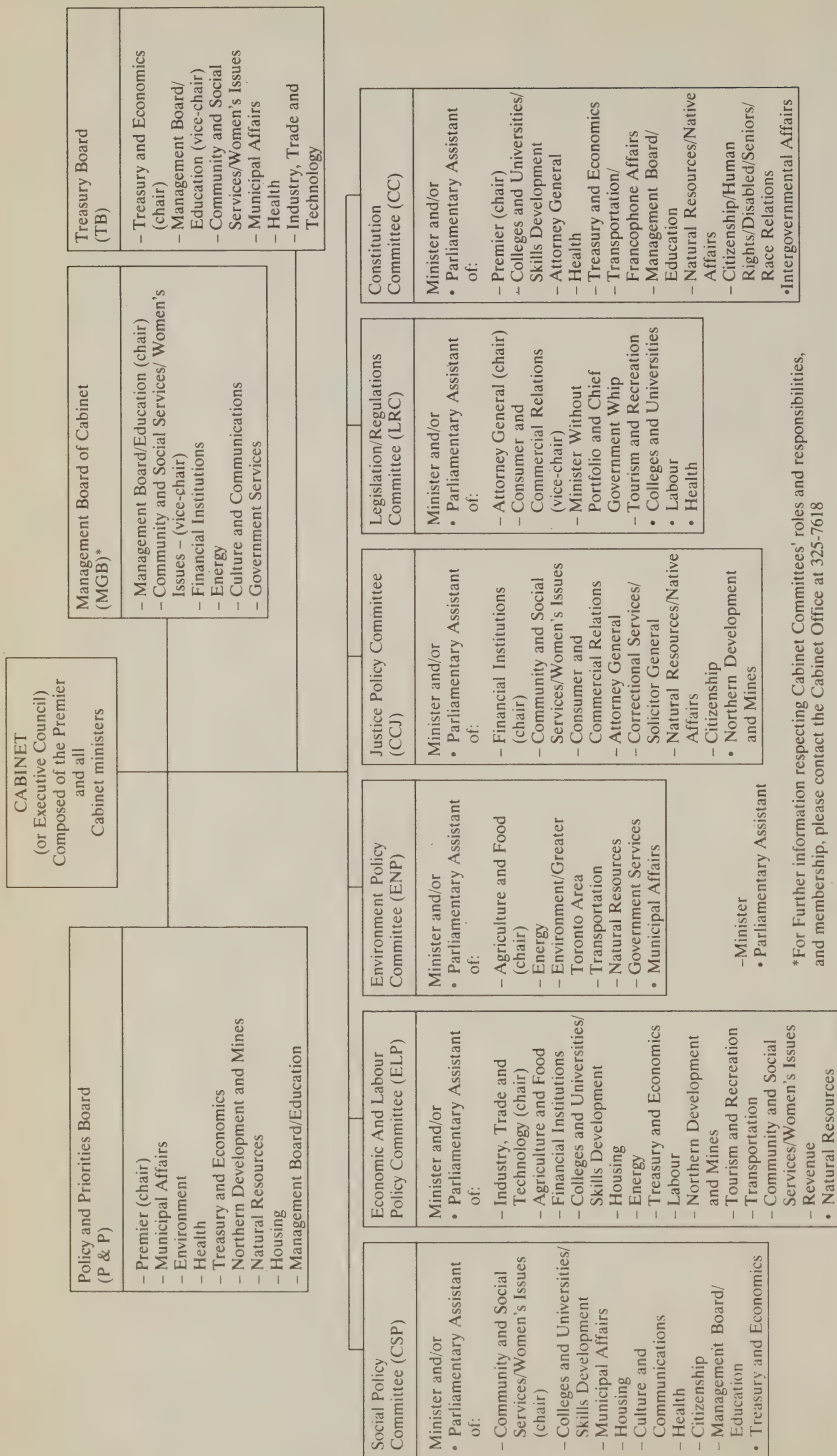 CABINET
(or Executive Council)
Composed of the Premier
and all
Cabinet ministers
Policy and Priorities Board
(P & P)
– Premier (chair)
– Municipal Affairs
– Environment
– Health
– Treasury and Economics
– Northern Development and Mines
– Natural Resources
– Housing
– Management Board/Education
Management Board of Cabinet
(MGB)*
– Management Board/Education (chair)
– Community and Social Services/ Women's
Issues – (vice-chair)
– Financial Institutions
– Energy
– Culture and Communications
– Government Services
Treasury Board
(TB)
– Treasury and Economics
(chair)
– Management Board/
Education (vice-chair)
– Community and Social
Services/Women's Issues
– Municipal Affairs
– Health
– Industry, Trade and
Technology
Social Policy
Committee (CSP)
Minister and/or
• Parliamentary Assistant
of:
– Community and Social
Services/Women's Issues
(chair)
– Colleges and Universities/
Skills Development
– Municipal Affairs
– Housing
– Culture and
Communications
– Health
– Citizenship
– Management Board/
Education
• Treasury and Economics
Economic And Labour
Policy Committee (ELP)
Minister and/or
• Parliamentary Assistant
of:
– Industry, Trade and
Technology (chair)
– Agriculture and Food
– Financial Institutions
– Colleges and Universities/
Skills Development
– Housing
– Energy
– Treasury and Economics
– Labour
– Northern Development
and Mines
– Tourism and Recreation
– Transportation
– Community and Social
Services/Women's Issues
– Revenue
• Natural Resources
Environment Policy
Committee (ENP)
Minister and/or
• Parliamentary Assistant
of:
– Agriculture and Food
(chair)
– Energy
– Environment/Greater
Toronto Area
– Transportation
– Natural Resources
– Government Services
• Municipal Affairs
Justice Policy Committee
(CCJ)
Minister and/or
• Parliamentary Assistant
of:
– Financial Institutions
(chair)
– Community and Social
Services/Women's Issues
– Consumer and
Commercial Relations
– Attorney General
– Correctional Services/
Solicitor General
– Natural Resources/Native
Affairs
– Citizenship
• Northern Development
and Mines
Legislation/Regulations
Committee (LRC)
Minister and/or
• Parliamentary Assistant
of:
– Attorney General (chair)
– Consumer and
Commercial Relations
(vice-chair)
– Minister Without
Portfolio and Chief
Government Whip
– Tourism and Recreation
• Colleges and Universities
• Labour
• Health
Constitution
Committee (CC)
Minister and/or
• Parliamentary Assistant
of:
– Premier (chair)
– Colleges and Universities/
Skills Development
– Attorney General
– Health
– Treasury and Economics
– Transportation/
Francophone Affairs
– Management Board/
Education
– Natural Resources/Native
Affairs
– Citizenship/Human
Rights/Disabled/Seniors/
Race Relations
•Intergovernmental Affairs
–Minister
• Parliamentary Assistant
*For Further information respecting Cabinet Committees' roles and responsibilities,
and membership, please contact the Cabinet Office at 325-7618